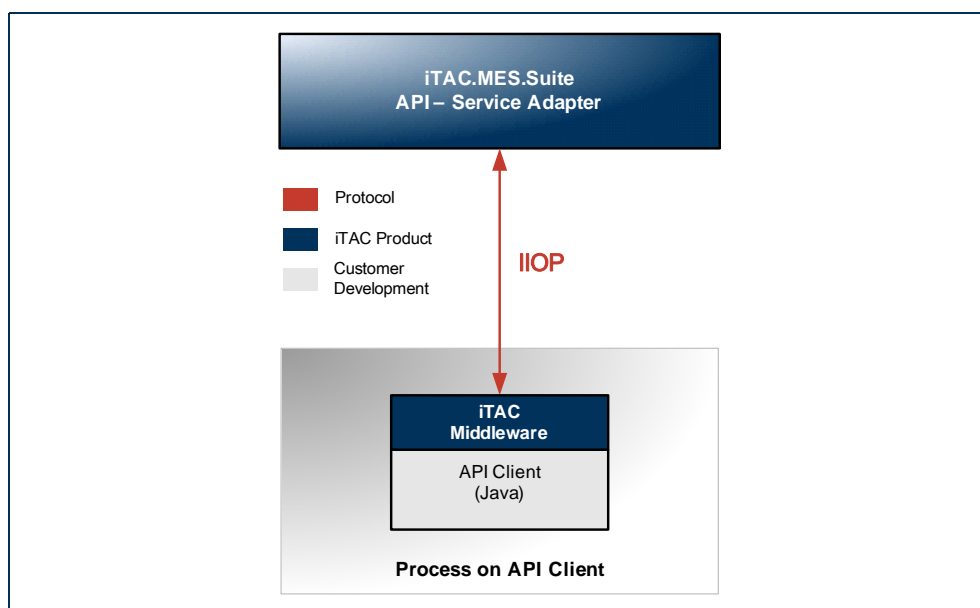 iTAC.MES.Suite
API – Service Adapter
Protocol
iTAC Product
Customer
Development
IIOP
iTAC
Middleware
API Client
(Java)
Process on API Client